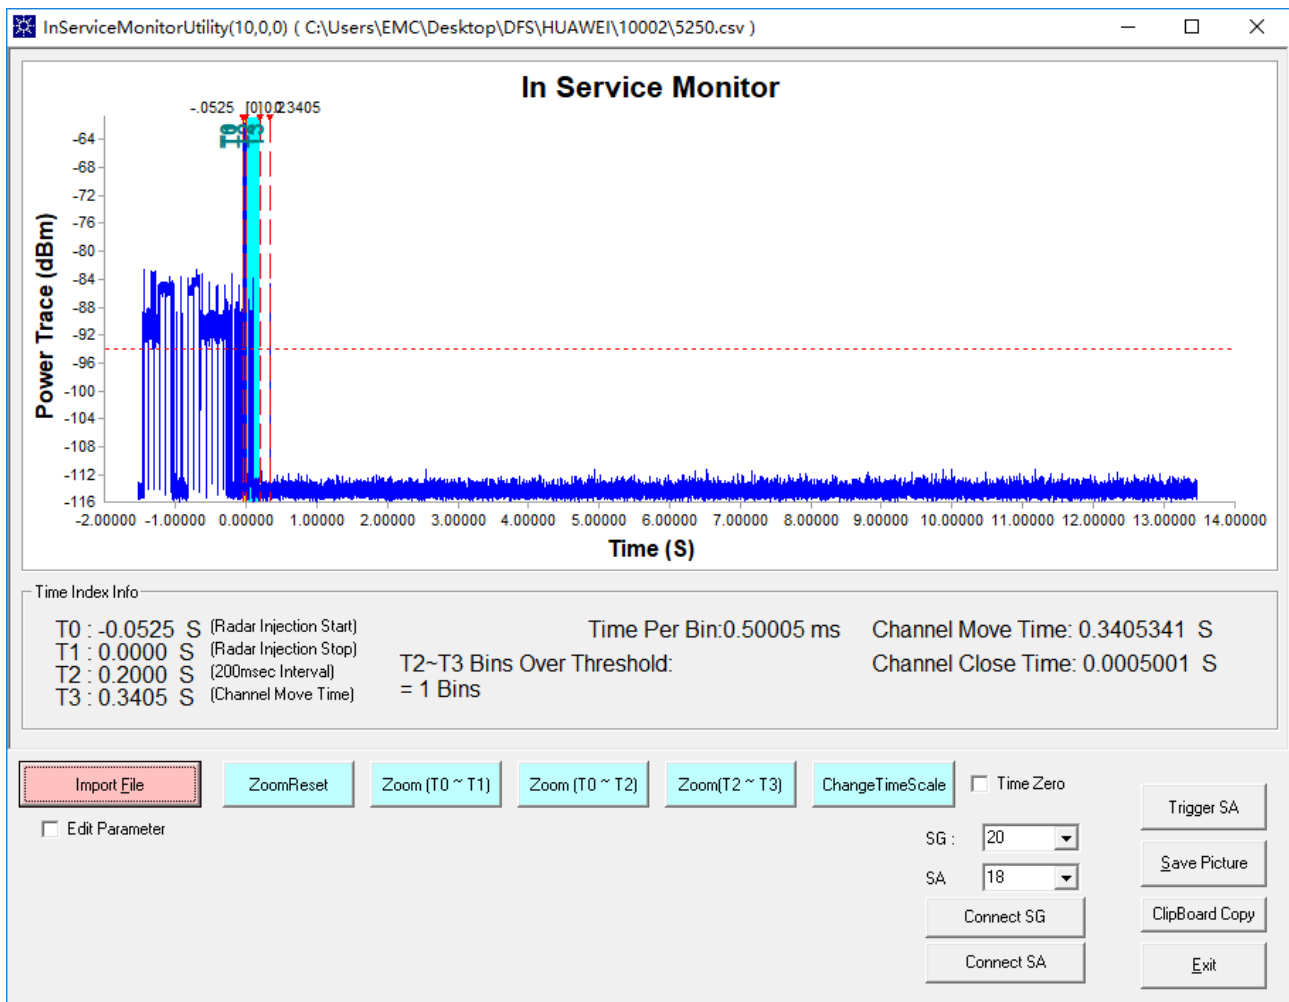 InServiceMonitorUtility(10,0,0) ( C:\Users\EMC\Desktop\DFS\HUAWEI\10002\5250.csv )
In Service Monitor
-.0525
.3405
-64
-68
-72
-76
-80
-84
-88
-92
-96
-100
-104
-108
-112
-116
Power Trace (dBm)
-2.00000 -1.00000 0.00000 1.00000 2.00000 3.00000 4.00000 5.00000 6.00000 7.00000 8.00000 9.00000 10.00000 11.00000 12.00000 13.00000 14.00000
Time (S)
Time Index Info
T0 : -0.0525 S (Radar Injection Start)
T1 : 0.0000 S (Radar Injection Stop)
T2 : 0.2000 S (200msec Interval)
T3 : 0.3405 S (Channel Move Time)
Time Per Bin:0.50005 ms
T2~T3 Bins Over Threshold:
= 1 Bins
Channel Move Time: 0.3405341 S
Channel Close Time: 0.0005001 S
Import File
ZoomReset
Zoom (T0 ~ T1)
Zoom (T0 ~ T2)
Zoom(T2 ~ T3)
ChangeTimeScale
Time Zero
Edit Parameter
SG : 20
SA 18
Connect SG
Connect SA
Trigger SA
Save Picture
ClipBoard Copy
Exit